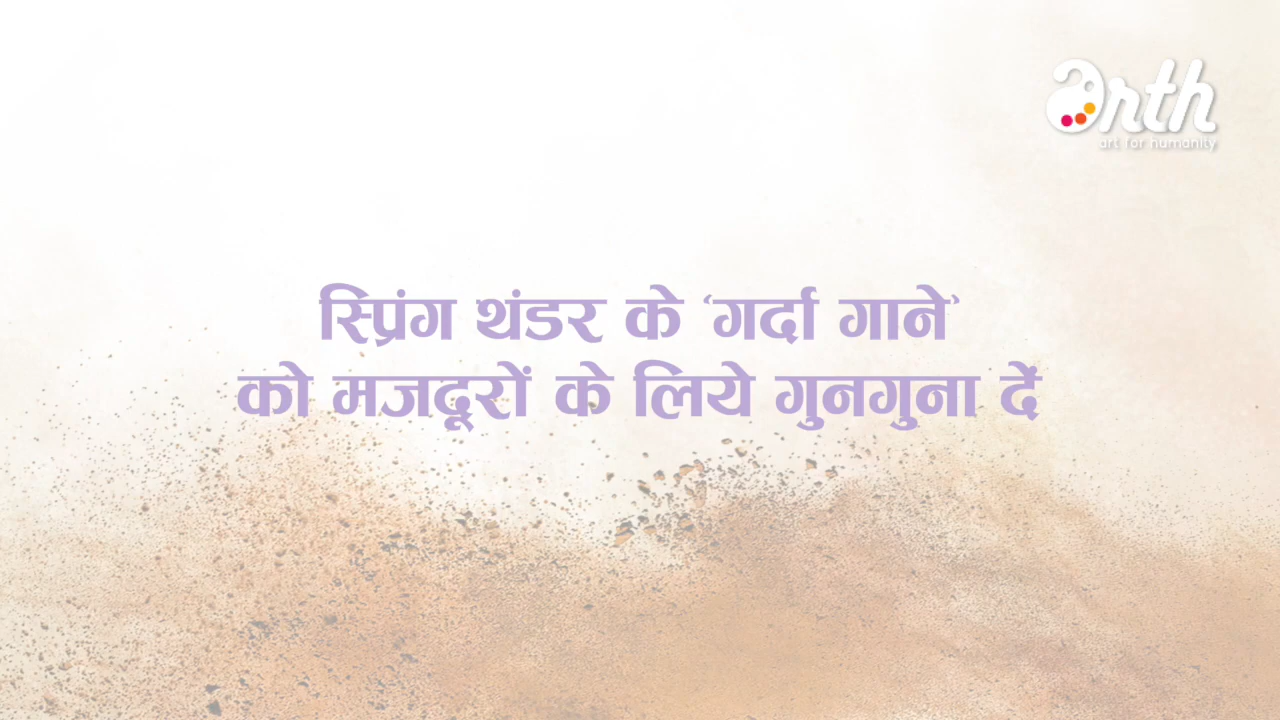 arth
art for humanity
स्प्रिंग थंडर के ‘गर्दा गाने’
को मजदूरों के लिये गुनगुना दें